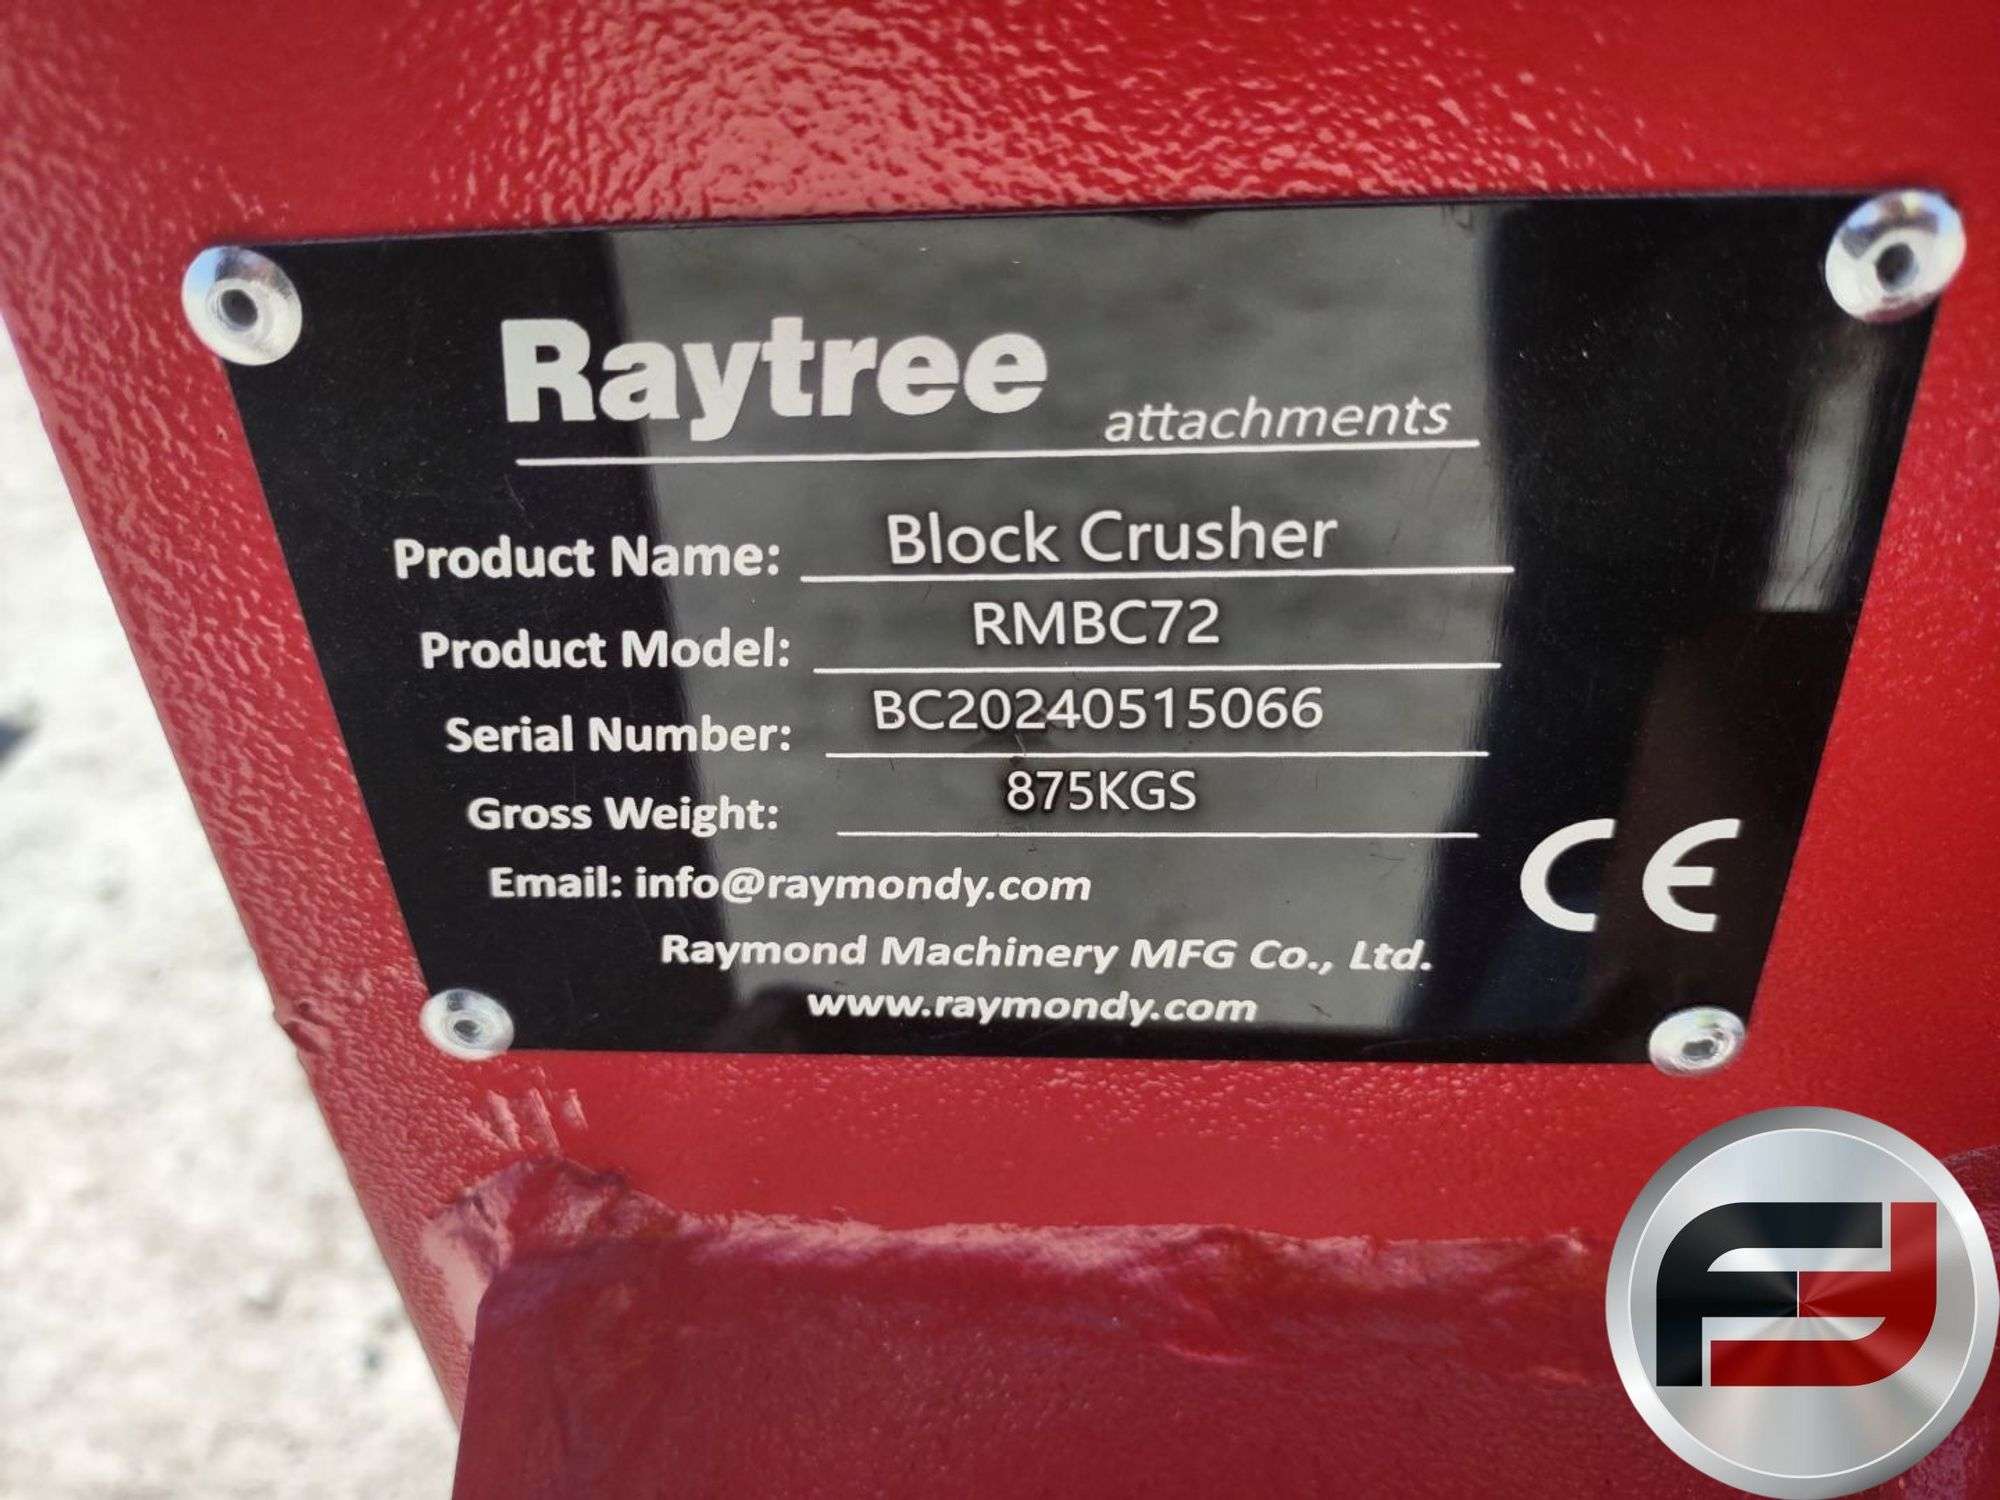 Raytree
attachments
Product Name: Block Crusher
Product Model: RMBC72
Serial Number: BC20240515066
Gross Weight: 875KGS
Email: info@raymondy.com
CE
Raymond Machinery MFG Co., Ltd.
www.raymondy.com